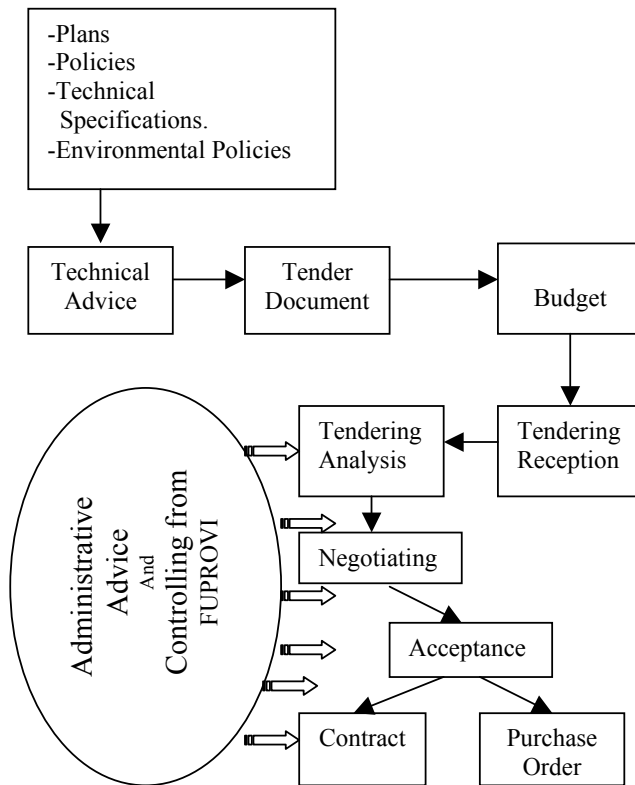 -Plans
-Policies
-Technical
Specifications.
-Environmental Policies
Technical
Advice
Tender
Document
Budget
Tendering
Analysis
Tendering
Reception
Administrative
Advice
And
Controlling from
FUPROVI
Negotiating
Acceptance
Contract
Purchase
Order